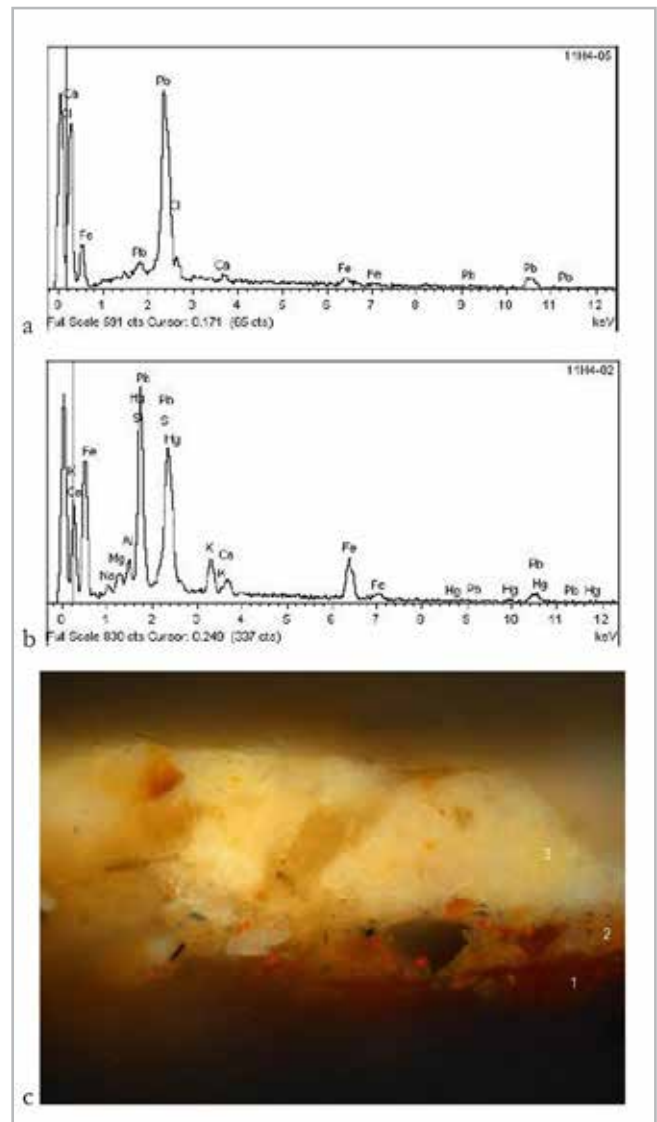 11H4-05
Pb
Ca
Cl
Fe
Pb
Cl
Ca
Fe
Fe
Pb
Pb
Pb
0 1 2 3 4 5 6 7 8 9 10 11 12
a Full Scale 591 cts Cursor: 0.171 (65 cts) keV
11H4-02
Pb
Hg
Pb
Si
S
Fe
Hg
K
Ca
Al
Mg
Na
K
Ca
K
Fe
Fe
Pb
Hg
Pb
Hg
Hg
Pb
Hg
0 1 2 3 4 5 6 7 8 9 10 11 12
b Full Scale 830 cts Cursor: 0.249 (337 cts) keV
3
2
1
c